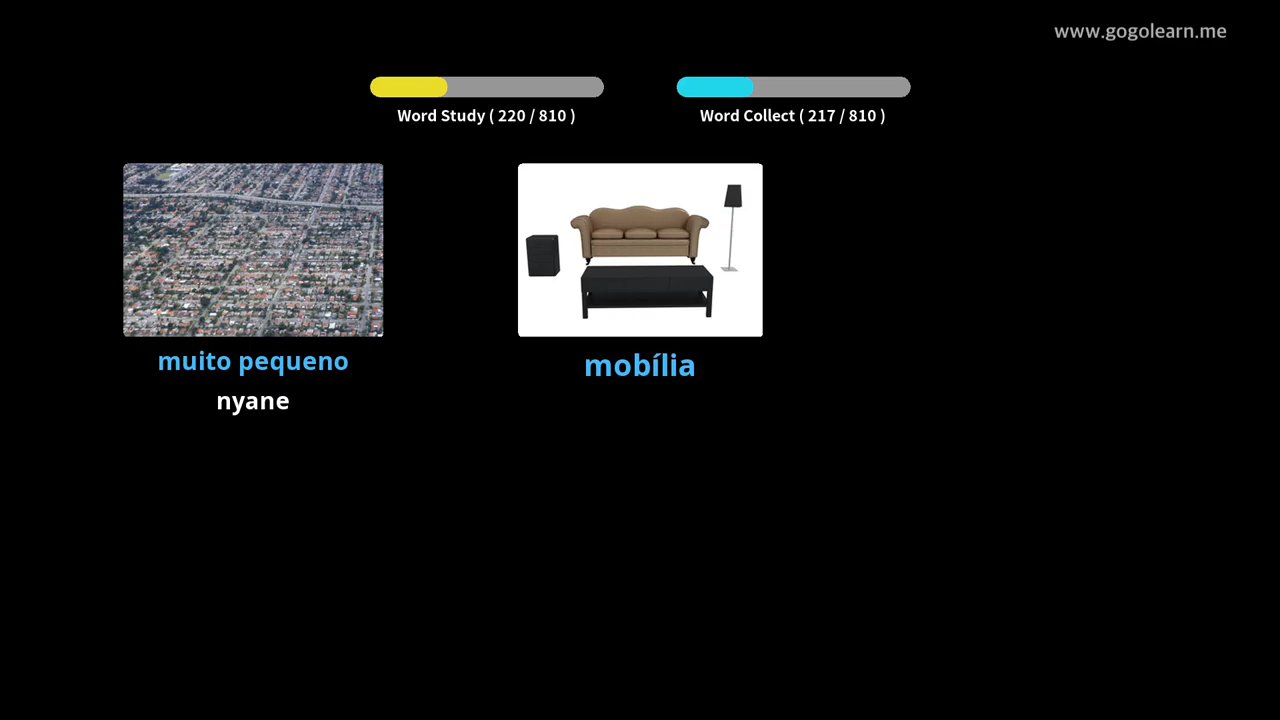 www.gogolearn.me
Word Study ( 220 / 810 )
Word Collect ( 217 / 810 )
muito pequeno
nyane
mobília